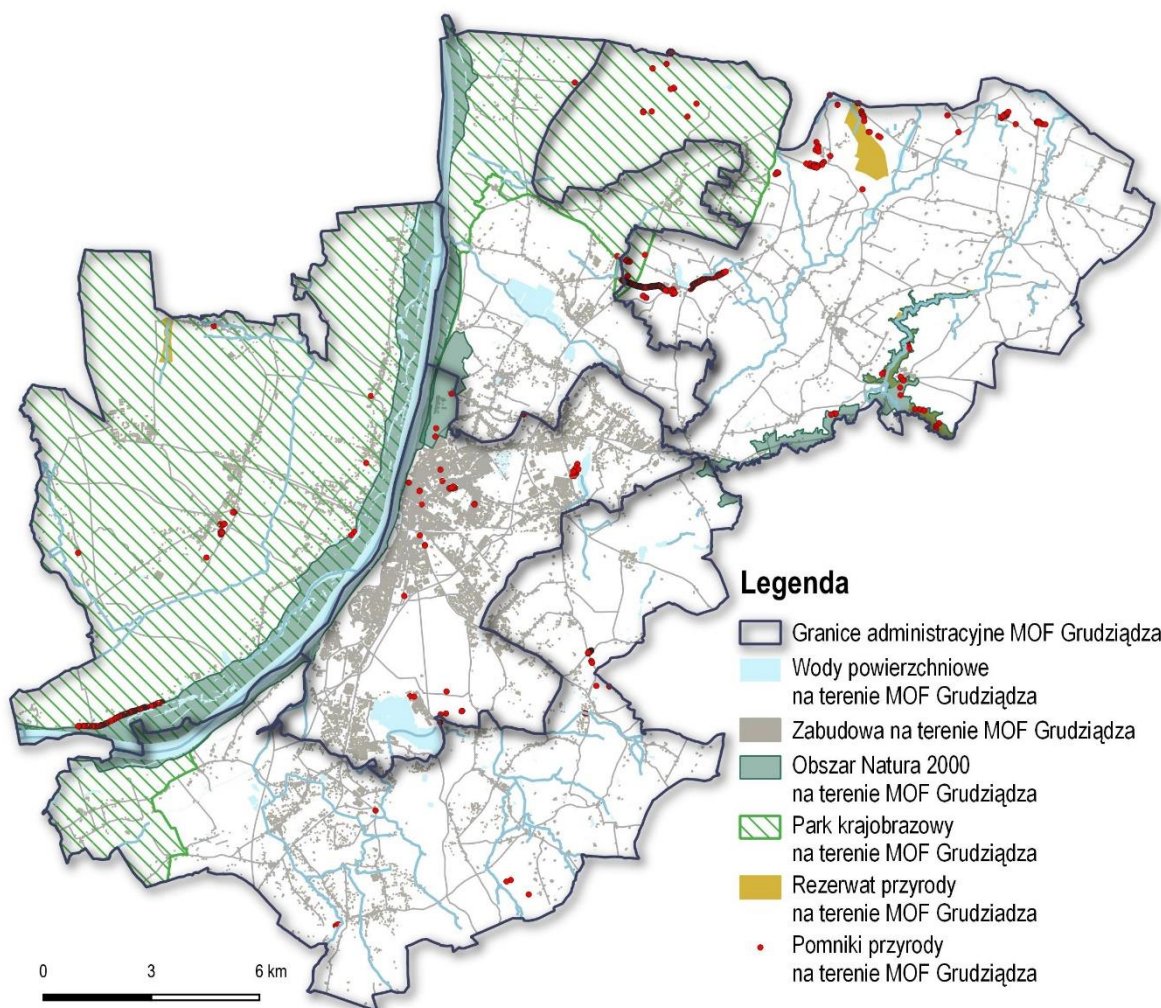 Legenda
Granice administracyjne MOF Grudziądza
Wody powierzchniowe
na terenie MOF Grudziądza
Zabudowa na terenie MOF Grudziądza
Obszar Natura 2000
na terenie MOF Grudziądza
Park krajobrazowy
na terenie MOF Grudziądza
Rezerwat przyrody
na terenie MOF Grudziadza
Pomniki przyrody
na terenie MOF Grudziądza
0 3 6 km